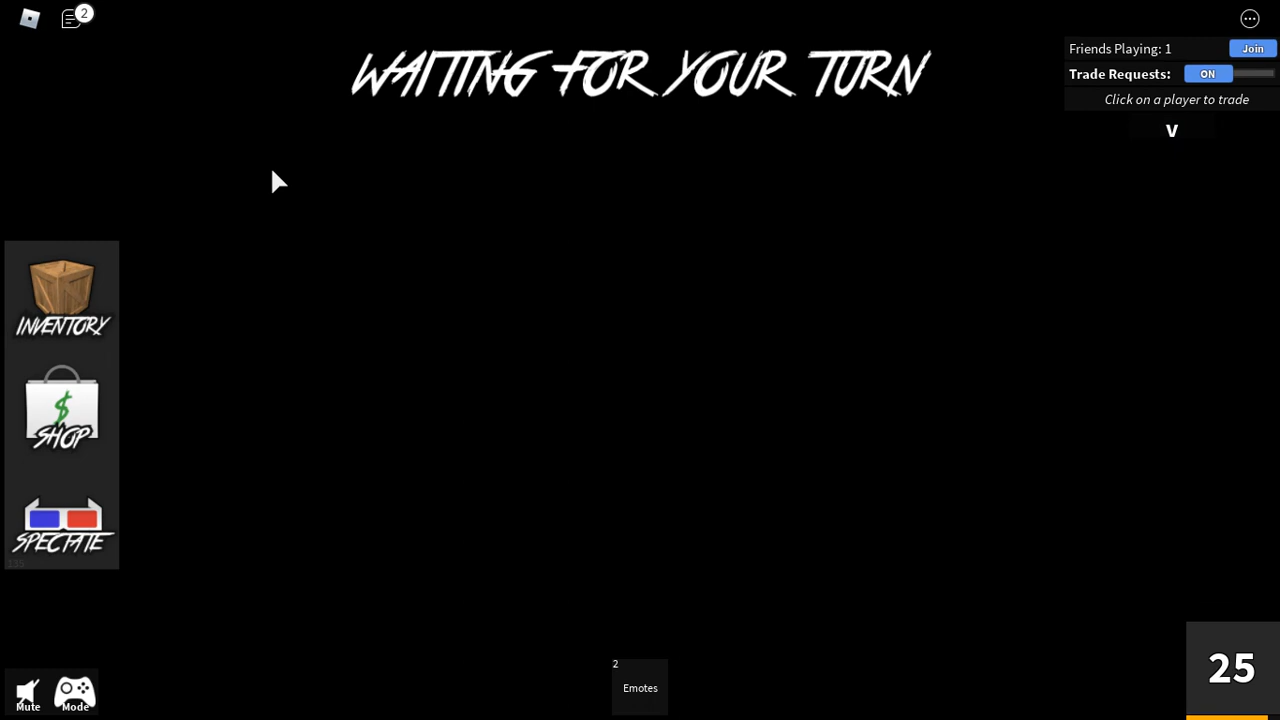 2
WAITING FOR YOUR TURN
Friends Playing: 1 Join
Trade Requests: ON
Click on a player to trade
v
INVENTORY
$
SHOP
SPECTATE
135
Mute
Mode
2
Emotes
25